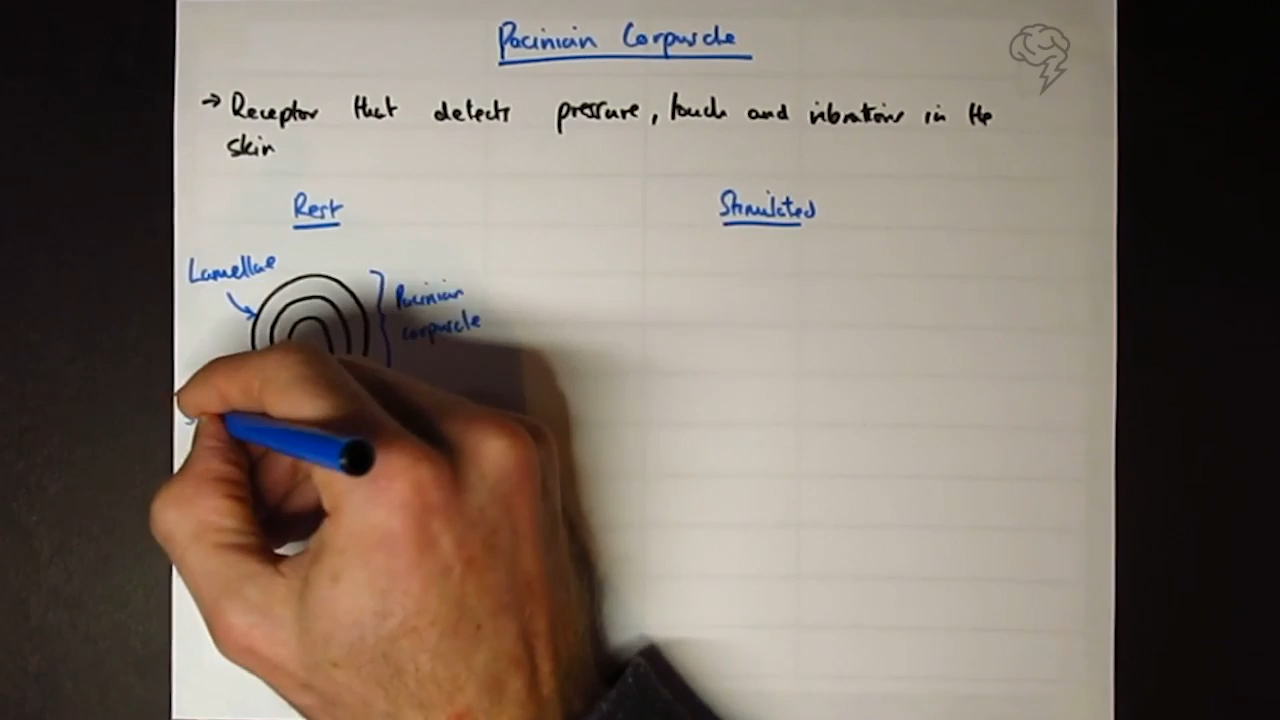 Pacinian Corpuscle
→ Receptor that detects pressure, touch and vibrations in the
skin
Rest
Stimulated
Lamellae
Pacinian
corpuscle